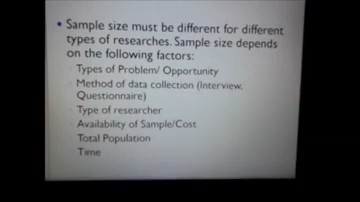 • Sample size must be different for different
types of researches. Sample size depends
on the following factors:
◦ Types of Problem/ Opportunity
◦ Method of data collection (Interview,
Questionnaire)
◦ Type of researcher
◦ Availability of Sample/Cost
◦ Total Population
◦ Time